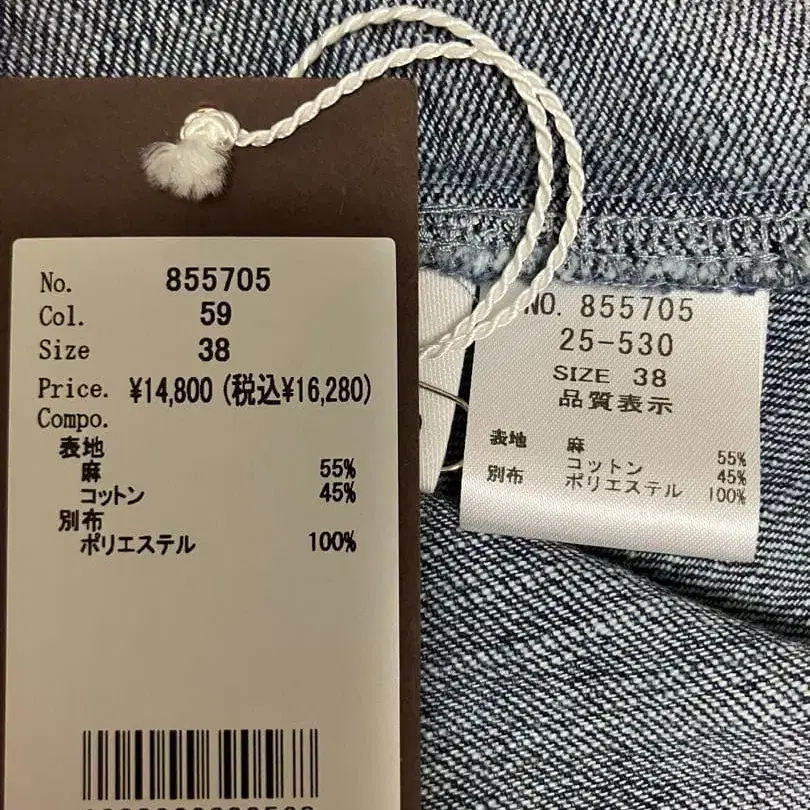 No. 855705
Col. 59
Size 38
Price. ¥14,800 (税込¥16,280)
Compo.
表地
麻 55%
コットン 45%
別布
ポリエステル 100%
NO. 855705
25-530
SIZE 38
品質表示
表地 麻 55%
コットン 45%
別布 ポリエステル 100%